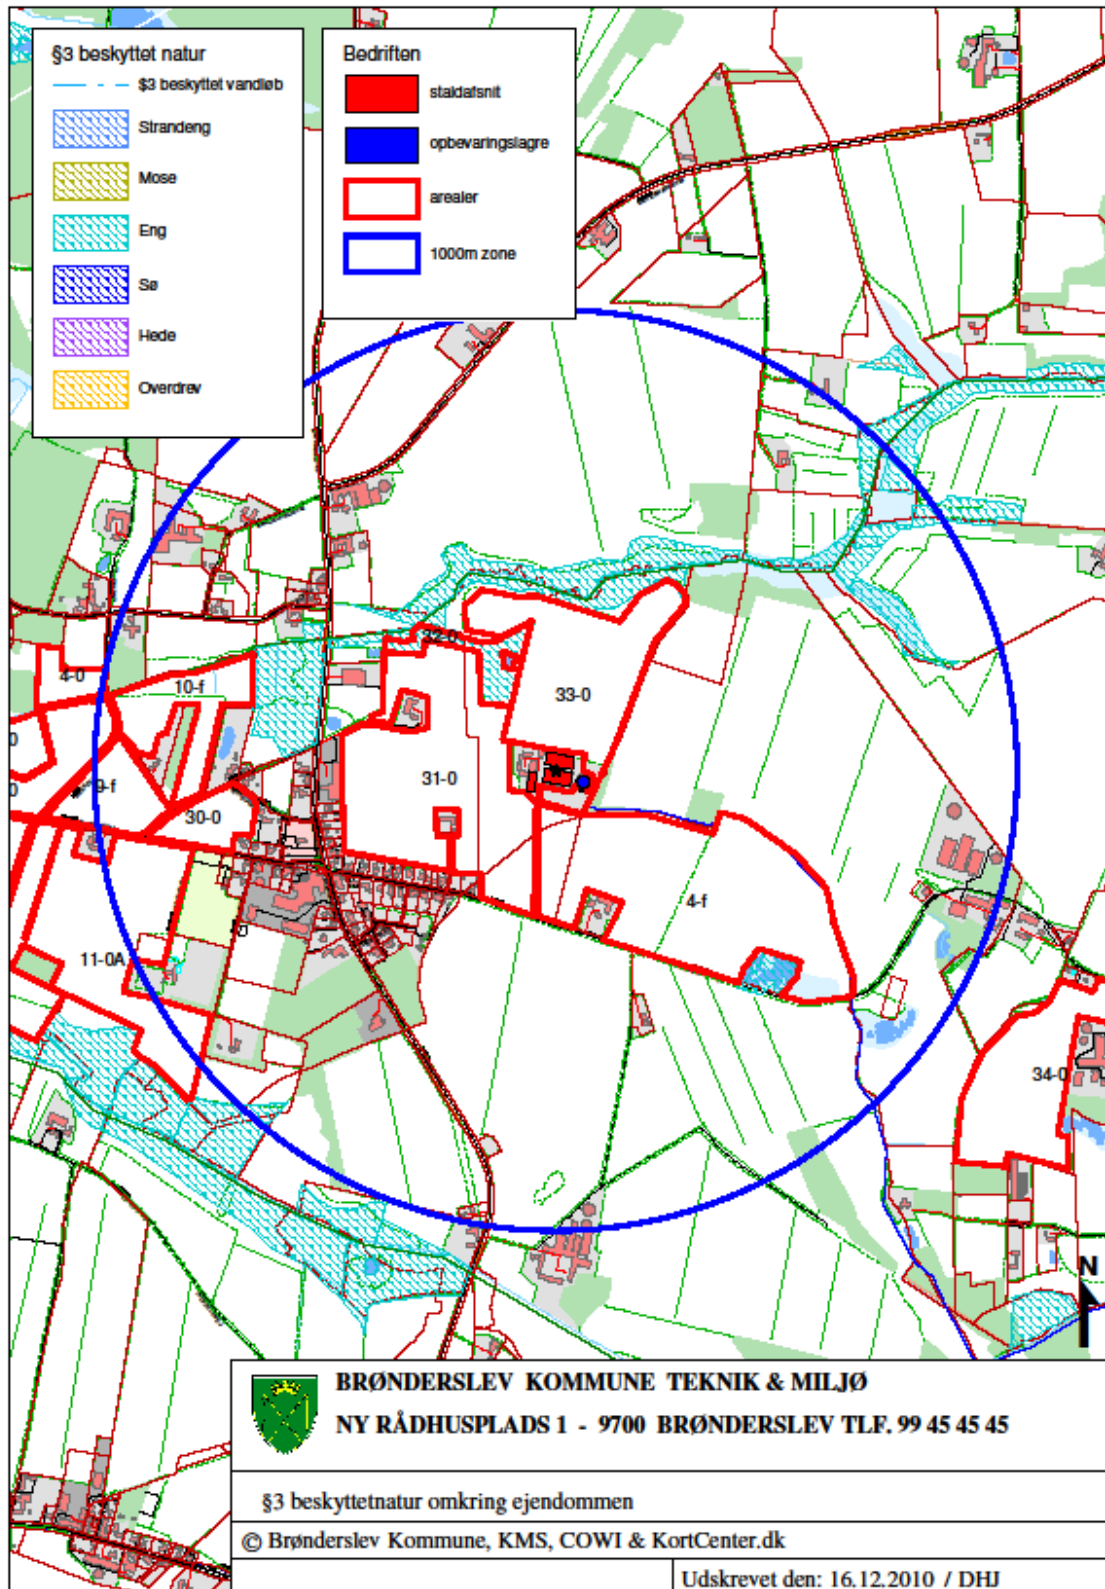 §3 beskyttet natur
§3 beskyttet vandløb
Strandeng
Mose
Eng
Sø
Hede
Overdrev
Bedriften
staldafsnit
opbevaringslagre
arealer
1000m zone
32-0
4-0
10-f
33-0
0
31-0
9-f
0
30-0
4-f
11-0A
34-0
N
BRØNDERSLEV KOMMUNE TEKNIK & MILJØ
NY RÅDHUSPLADS 1 - 9700 BRØNDERSLEV TLF. 99 45 45 45
§3 beskyttetnatur omkring ejendommen
© Brønderslev Kommune, KMS, COWI & KortCenter.dk
Udskrevet den: 16.12.2010 / DHJ